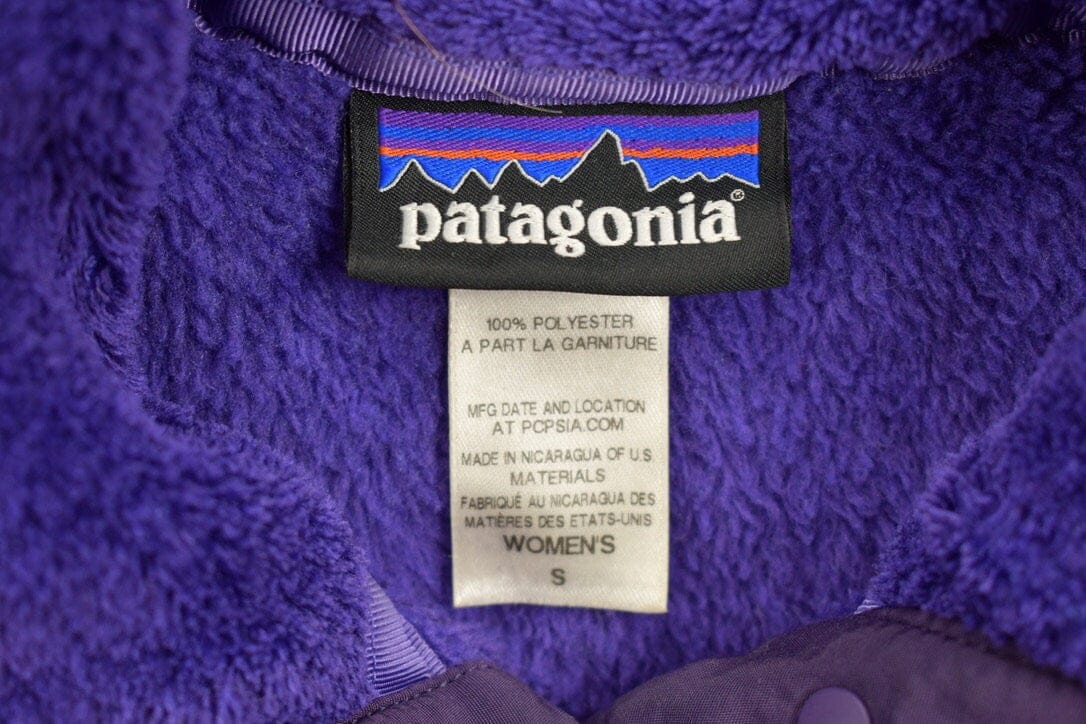 patagonia®
100% POLYESTER
A PART LA GARNITURE
MFG DATE AND LOCATION
AT PCPSIA.COM
MADE IN NICARAGUA OF U.S.
MATERIALS
FABRIQUÉ AU NICARAGUA DES
MATIÈRES DES ETATS-UNIS
WOMEN'S
S